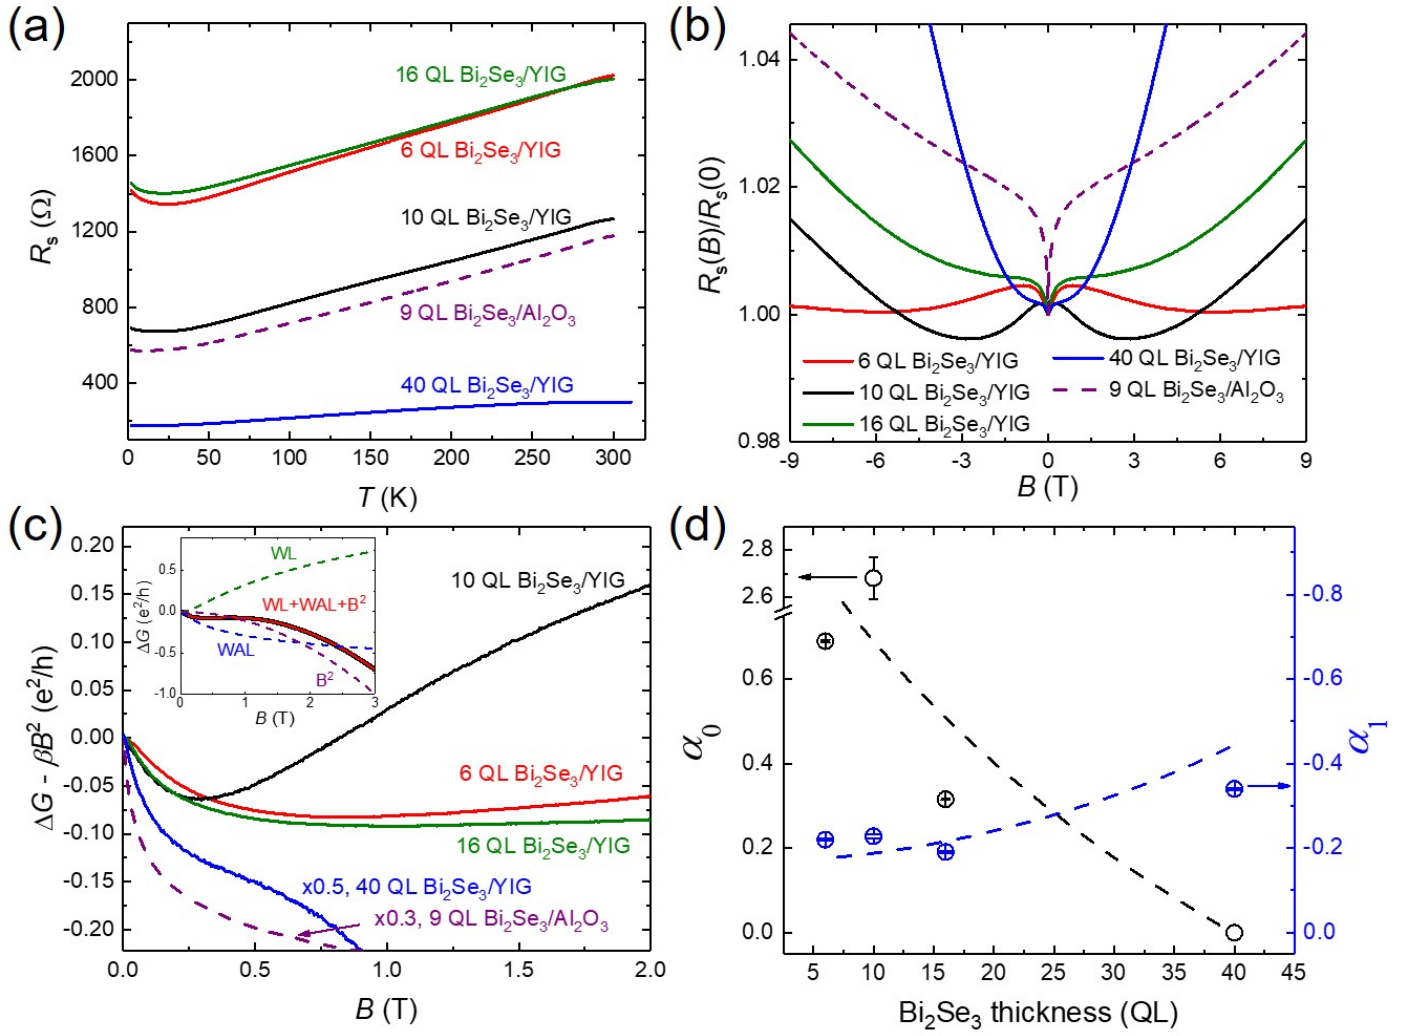 (a)
2000
1600
1200
800
400
Rs (Ω)
16 QL Bi2Se3/YIG
6 QL Bi2Se3/YIG
10 QL Bi2Se3/YIG
9 QL Bi2Se3/Al2O3
40 QL Bi2Se3/YIG
0 50 100 150 200 250 300
T (K)
(b)
1.04
1.02
1.00
0.98
Rs(B)/Rs(0)
6 QL Bi2Se3/YIG
10 QL Bi2Se3/YIG
16 QL Bi2Se3/YIG
40 QL Bi2Se3/YIG
9 QL Bi2Se3/Al2O3
-9 -6 -3 0 3 6 9
B (T)
(c)
0.20
0.15
0.10
0.05
0.00
-0.05
-0.10
-0.15
-0.20
ΔG - βB2 (e2/h)
0.5
0.0
-0.5
-1.0
ΔG (e2/h)
WL
WL+WAL+B2
WAL
B2
0 1 2 3
B (T)
10 QL Bi2Se3/YIG
6 QL Bi2Se3/YIG
16 QL Bi2Se3/YIG
x0.5, 40 QL Bi2Se3/YIG
x0.3, 9 QL Bi2Se3/Al2O3
0.0 0.5 1.0 1.5 2.0
B (T)
(d)
2.8
2.6
0.6
0.4
0.2
0.0
α0
-0.8
-0.6
-0.4
-0.2
0.0
α1
5 10 15 20 25 30 35 40 45
Bi2Se3 thickness (QL)